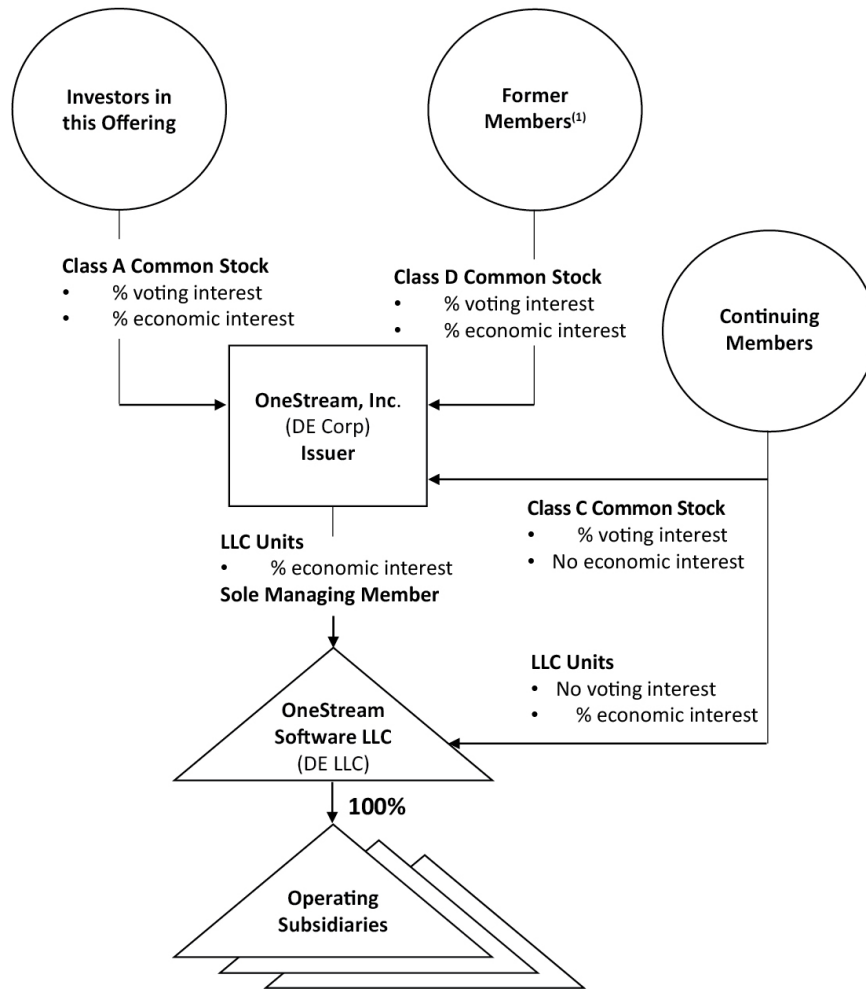 Investors in
this Offering
Former
Members(1)
Class A Common Stock
• % voting interest
• % economic interest
Class D Common Stock
• % voting interest
• % economic interest
Continuing
Members
OneStream, Inc.
(DE Corp)
Issuer
Class C Common Stock
• % voting interest
• No economic interest
LLC Units
• % economic interest
Sole Managing Member
LLC Units
• No voting interest
• % economic interest
OneStream
Software LLC
(DE LLC)
100%
Operating
Subsidiaries